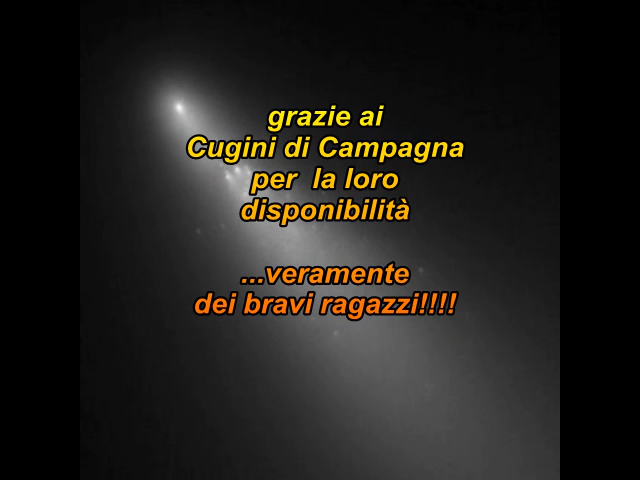 grazie ai
Cugini di Campagna
per  la loro
disponibilità
...veramente
dei bravi ragazzi!!!!